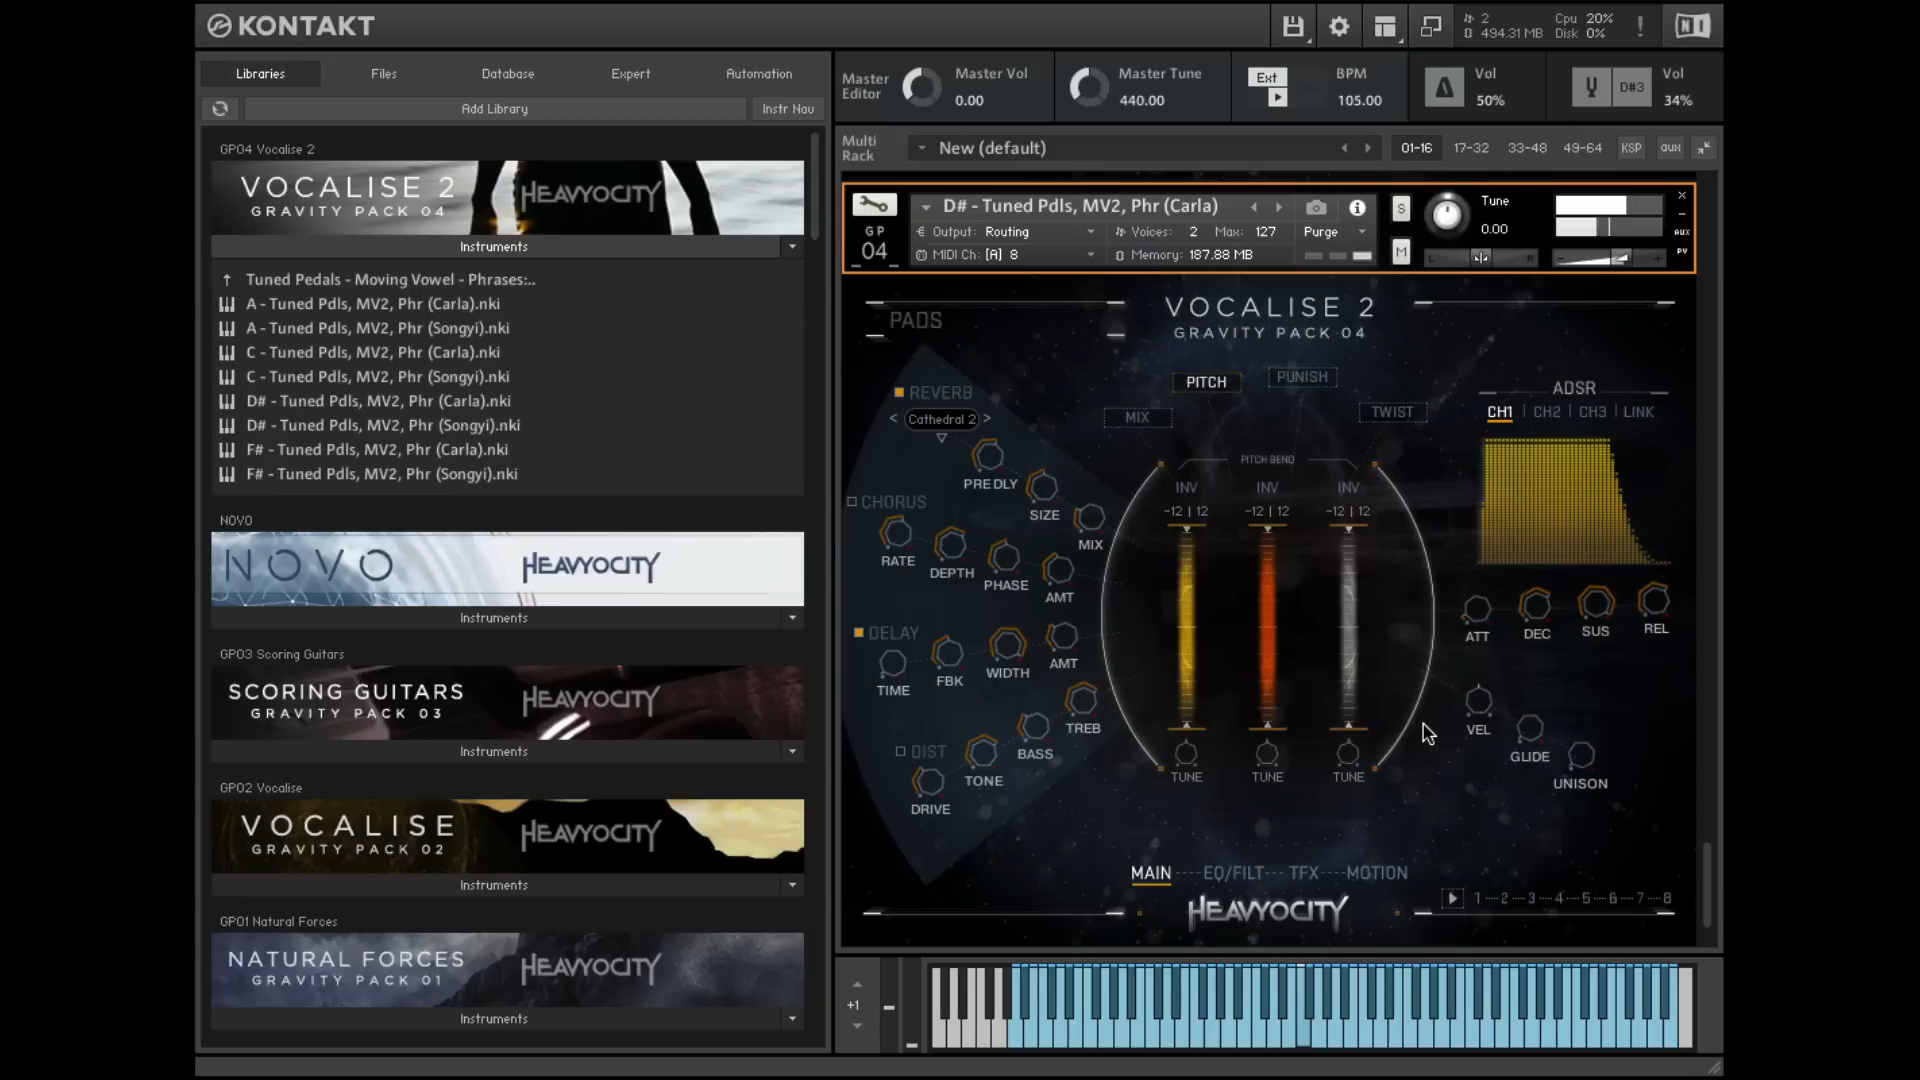 KONTAKT
2
494.31 MB
Cpu 20%
Disk 0%
!
Libraries
Files
Database
Expert
Automation
Add Library
Instr Nav
GP04 Vocalise 2
VOCALISE 2
GRAVITY PACK 04
HEAVYOCITY
Instruments
Tuned Pedals - Moving Vowel - Phrases:..
A - Tuned Pdls, MV2, Phr (Carla).nki
A - Tuned Pdls, MV2, Phr (Songyi).nki
C - Tuned Pdls, MV2, Phr (Carla).nki
C - Tuned Pdls, MV2, Phr (Songyi).nki
D# - Tuned Pdls, MV2, Phr (Carla).nki
D# - Tuned Pdls, MV2, Phr (Songyi).nki
F# - Tuned Pdls, MV2, Phr (Carla).nki
F# - Tuned Pdls, MV2, Phr (Songyi).nki
NOVO
NOVO
HEAVYOCITY
Instruments
GP03 Scoring Guitars
SCORING GUITARS
GRAVITY PACK 03
HEAVYOCITY
Instruments
GP02 Vocalise
VOCALISE
GRAVITY PACK 02
HEAVYOCITY
Instruments
GP01 Natural Forces
NATURAL FORCES
GRAVITY PACK 01
HEAVYOCITY
Instruments
Master Editor
Master Vol
0.00
Master Tune
440.00
Ext
BPM
105.00
Vol
50%
D#3
Vol
34%
Multi Rack
New (default)
01-16
17-32
33-48
49-64
KSP
aux
GP
04
D# - Tuned Pdls, MV2, Phr (Carla)
Output: Routing
Voices: 2 Max: 127
Purge
MIDI Ch: [A] 8
Memory: 187.88 MB
S
M
Tune
0.00
L
R
AUX
PV
PADS
VOCALISE 2
GRAVITY PACK 04
REVERB
< Cathedral 2 >
PRE DLY
SIZE
MIX
CHORUS
RATE
DEPTH
PHASE
AMT
DELAY
TIME
FBK
WIDTH
AMT
DIST
DRIVE
TONE
BASS
TREB
MIX
PITCH
PUNISH
TWIST
PITCH BEND
INV
INV
INV
-12 | 12
-12 | 12
-12 | 12
TUNE
TUNE
TUNE
ADSR
CH1 | CH2 | CH3 | LINK
ATT
DEC
SUS
REL
VEL
GLIDE
UNISON
MAIN
EQ/FILT
TFX
MOTION
HEAVYOCITY
1 2 3 4 5 6 7 8
+1